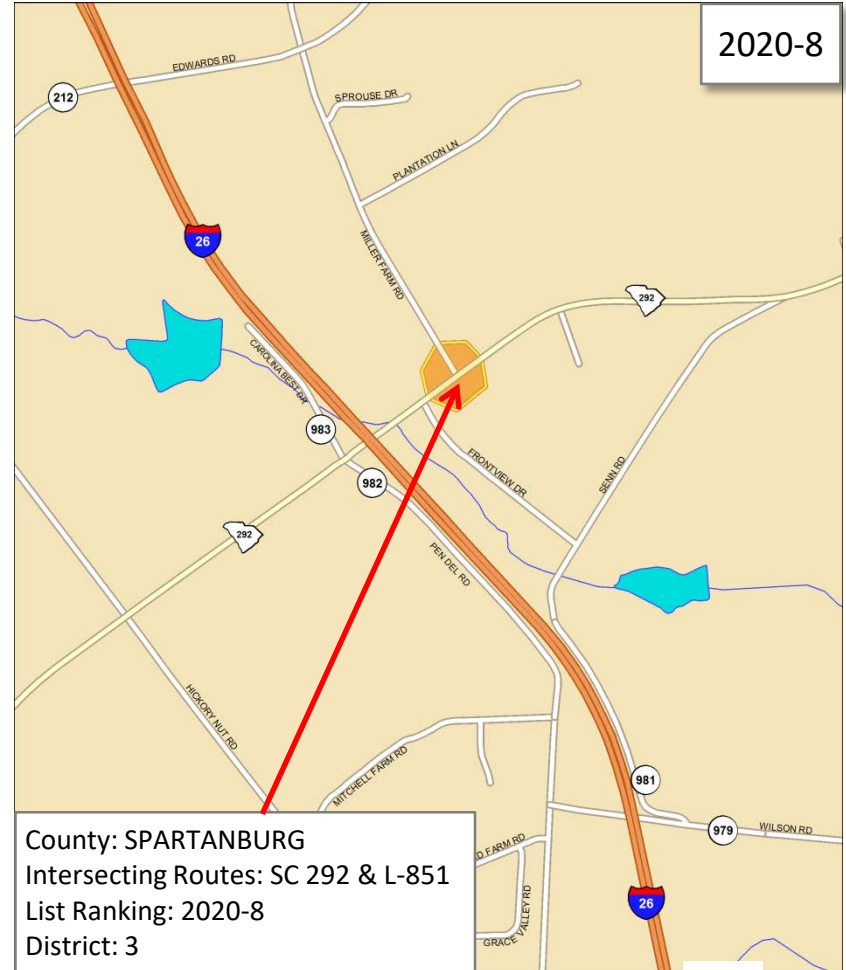 2020-8
EDWARDS RD
212
SPROUSE DR
PLANTATION LN
26
MILLER FARM RD
292
CAROLINA BEST DR
983
982
FRONTVIEW DR
SENN RD
292
PEN DEL RD
HICKORY NUT RD
MITCHELL FARM RD
981
979
WILSON RD
D FARM RD
GRACE VALLEY RD
26
County: SPARTANBURG
Intersecting Routes: SC 292 & L-851
List Ranking: 2020-8
District: 3